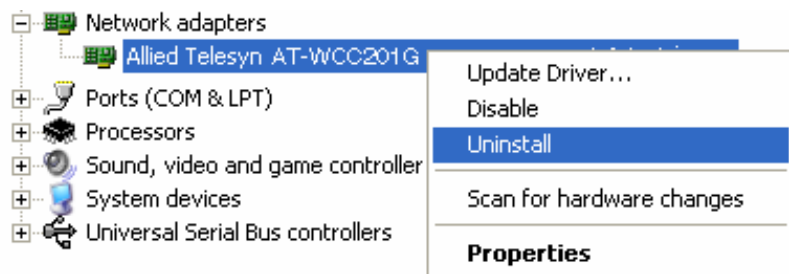 Network adapters
Allied Telesyn AT-WCC201G
Ports (COM & LPT)
Processors
Sound, video and game controller
System devices
Universal Serial Bus controllers
Update Driver...
Disable
Uninstall
Scan for hardware changes
Properties